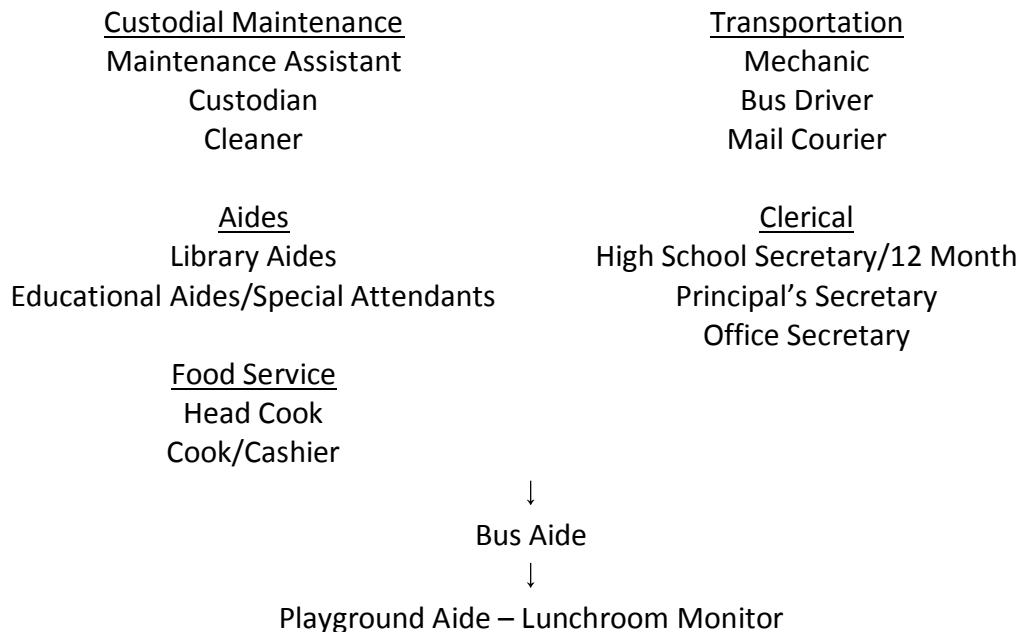 Custodial Maintenance
Maintenance Assistant
Custodian
Cleaner
Transportation
Mechanic
Bus Driver
Mail Courier
Aides
Library Aides
Educational Aides/Special Attendants
Clerical
High School Secretary/12 Month
Principal’s Secretary
Office Secretary
Food Service
Head Cook
Cook/Cashier
↓
Bus Aide
↓
Playground Aide – Lunchroom Monitor